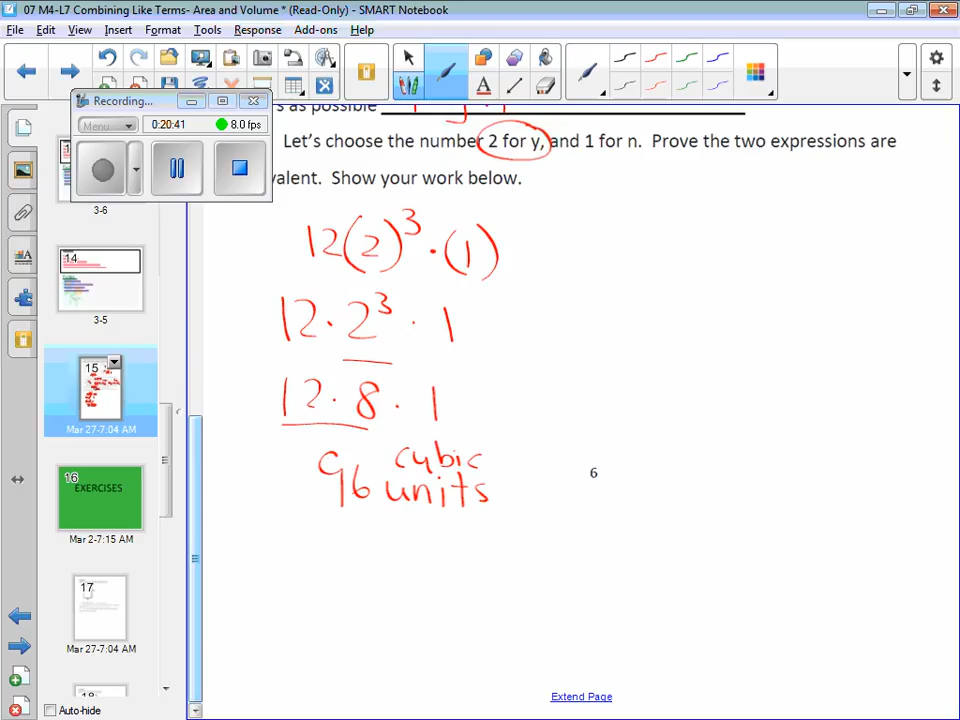 07 M4-L7 Combining Like Terms- Area and Volume * (Read-Only) - SMART Notebook
File Edit View Insert Format Tools Response Add-ons Help
Recording...
Menu 0:20:41 8.0 fps
s as possible
Let's choose the number 2 for y, and 1 for n. Prove the two expressions are
valent. Show your work below.
12(2)³ · (1)
12 · 2³ · 1
12 · 8 · 1
96 cubic
units
6
3-6
14
3-5
15
Mar 27-7:04 AM
16
EXERCISES
Mar 2-7:15 AM
17
Mar 27-7:04 AM
18
Auto-hide
Extend Page